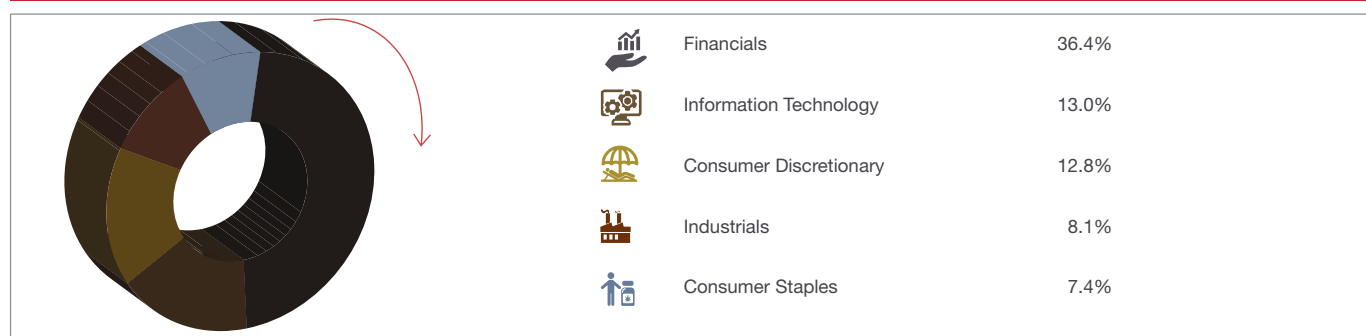 Financials 36.4%
Information Technology 13.0%
Consumer Discretionary 12.8%
Industrials 8.1%
Consumer Staples 7.4%